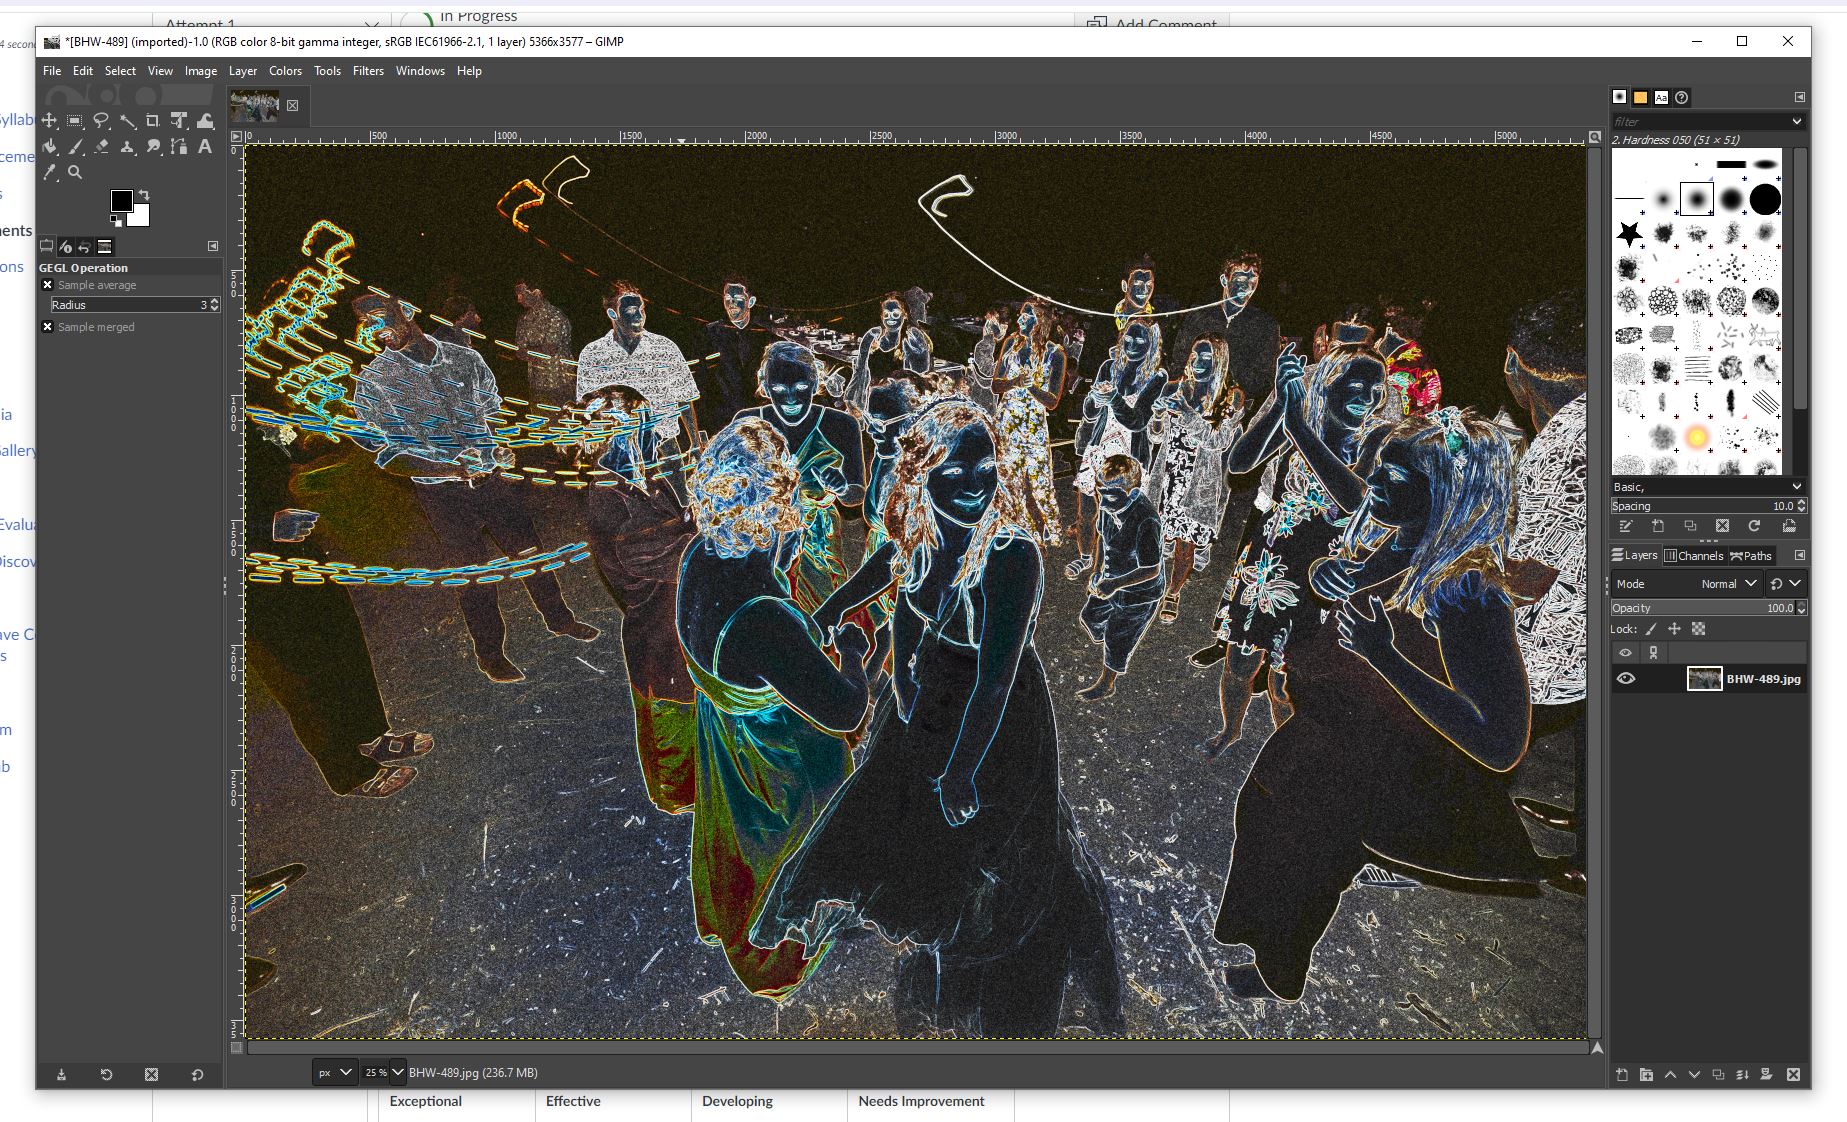 Attempt 1
In Progress
Add Comment
4 second
*[BHW-489] (imported)-1.0 (RGB color 8-bit gamma integer, sRGB IEC61966-2.1, 1 layer) 5366x3577 – GIMP
File Edit Select View Image Layer Colors Tools Filters Windows Help
0 500 1000 1500 2000 2500 3000 3500 4000 4500 5000
0
500
1000
1500
2000
2500
3000
35
GEGL Operation
Sample average
Radius 3
Sample merged
filter
2. Hardness 050 (51 × 51)
Basic,
Spacing 10.0
Layers Channels Paths
Mode Normal
Opacity 100.0
Lock:
BHW-489.jpg
px 25 % BHW-489.jpg (236.7 MB)
Syllab
ceme
s
ents
ons
ia
Gallery
Evalua
Discov
ave C
s
m
b
Exceptional Effective Developing Needs Improvement